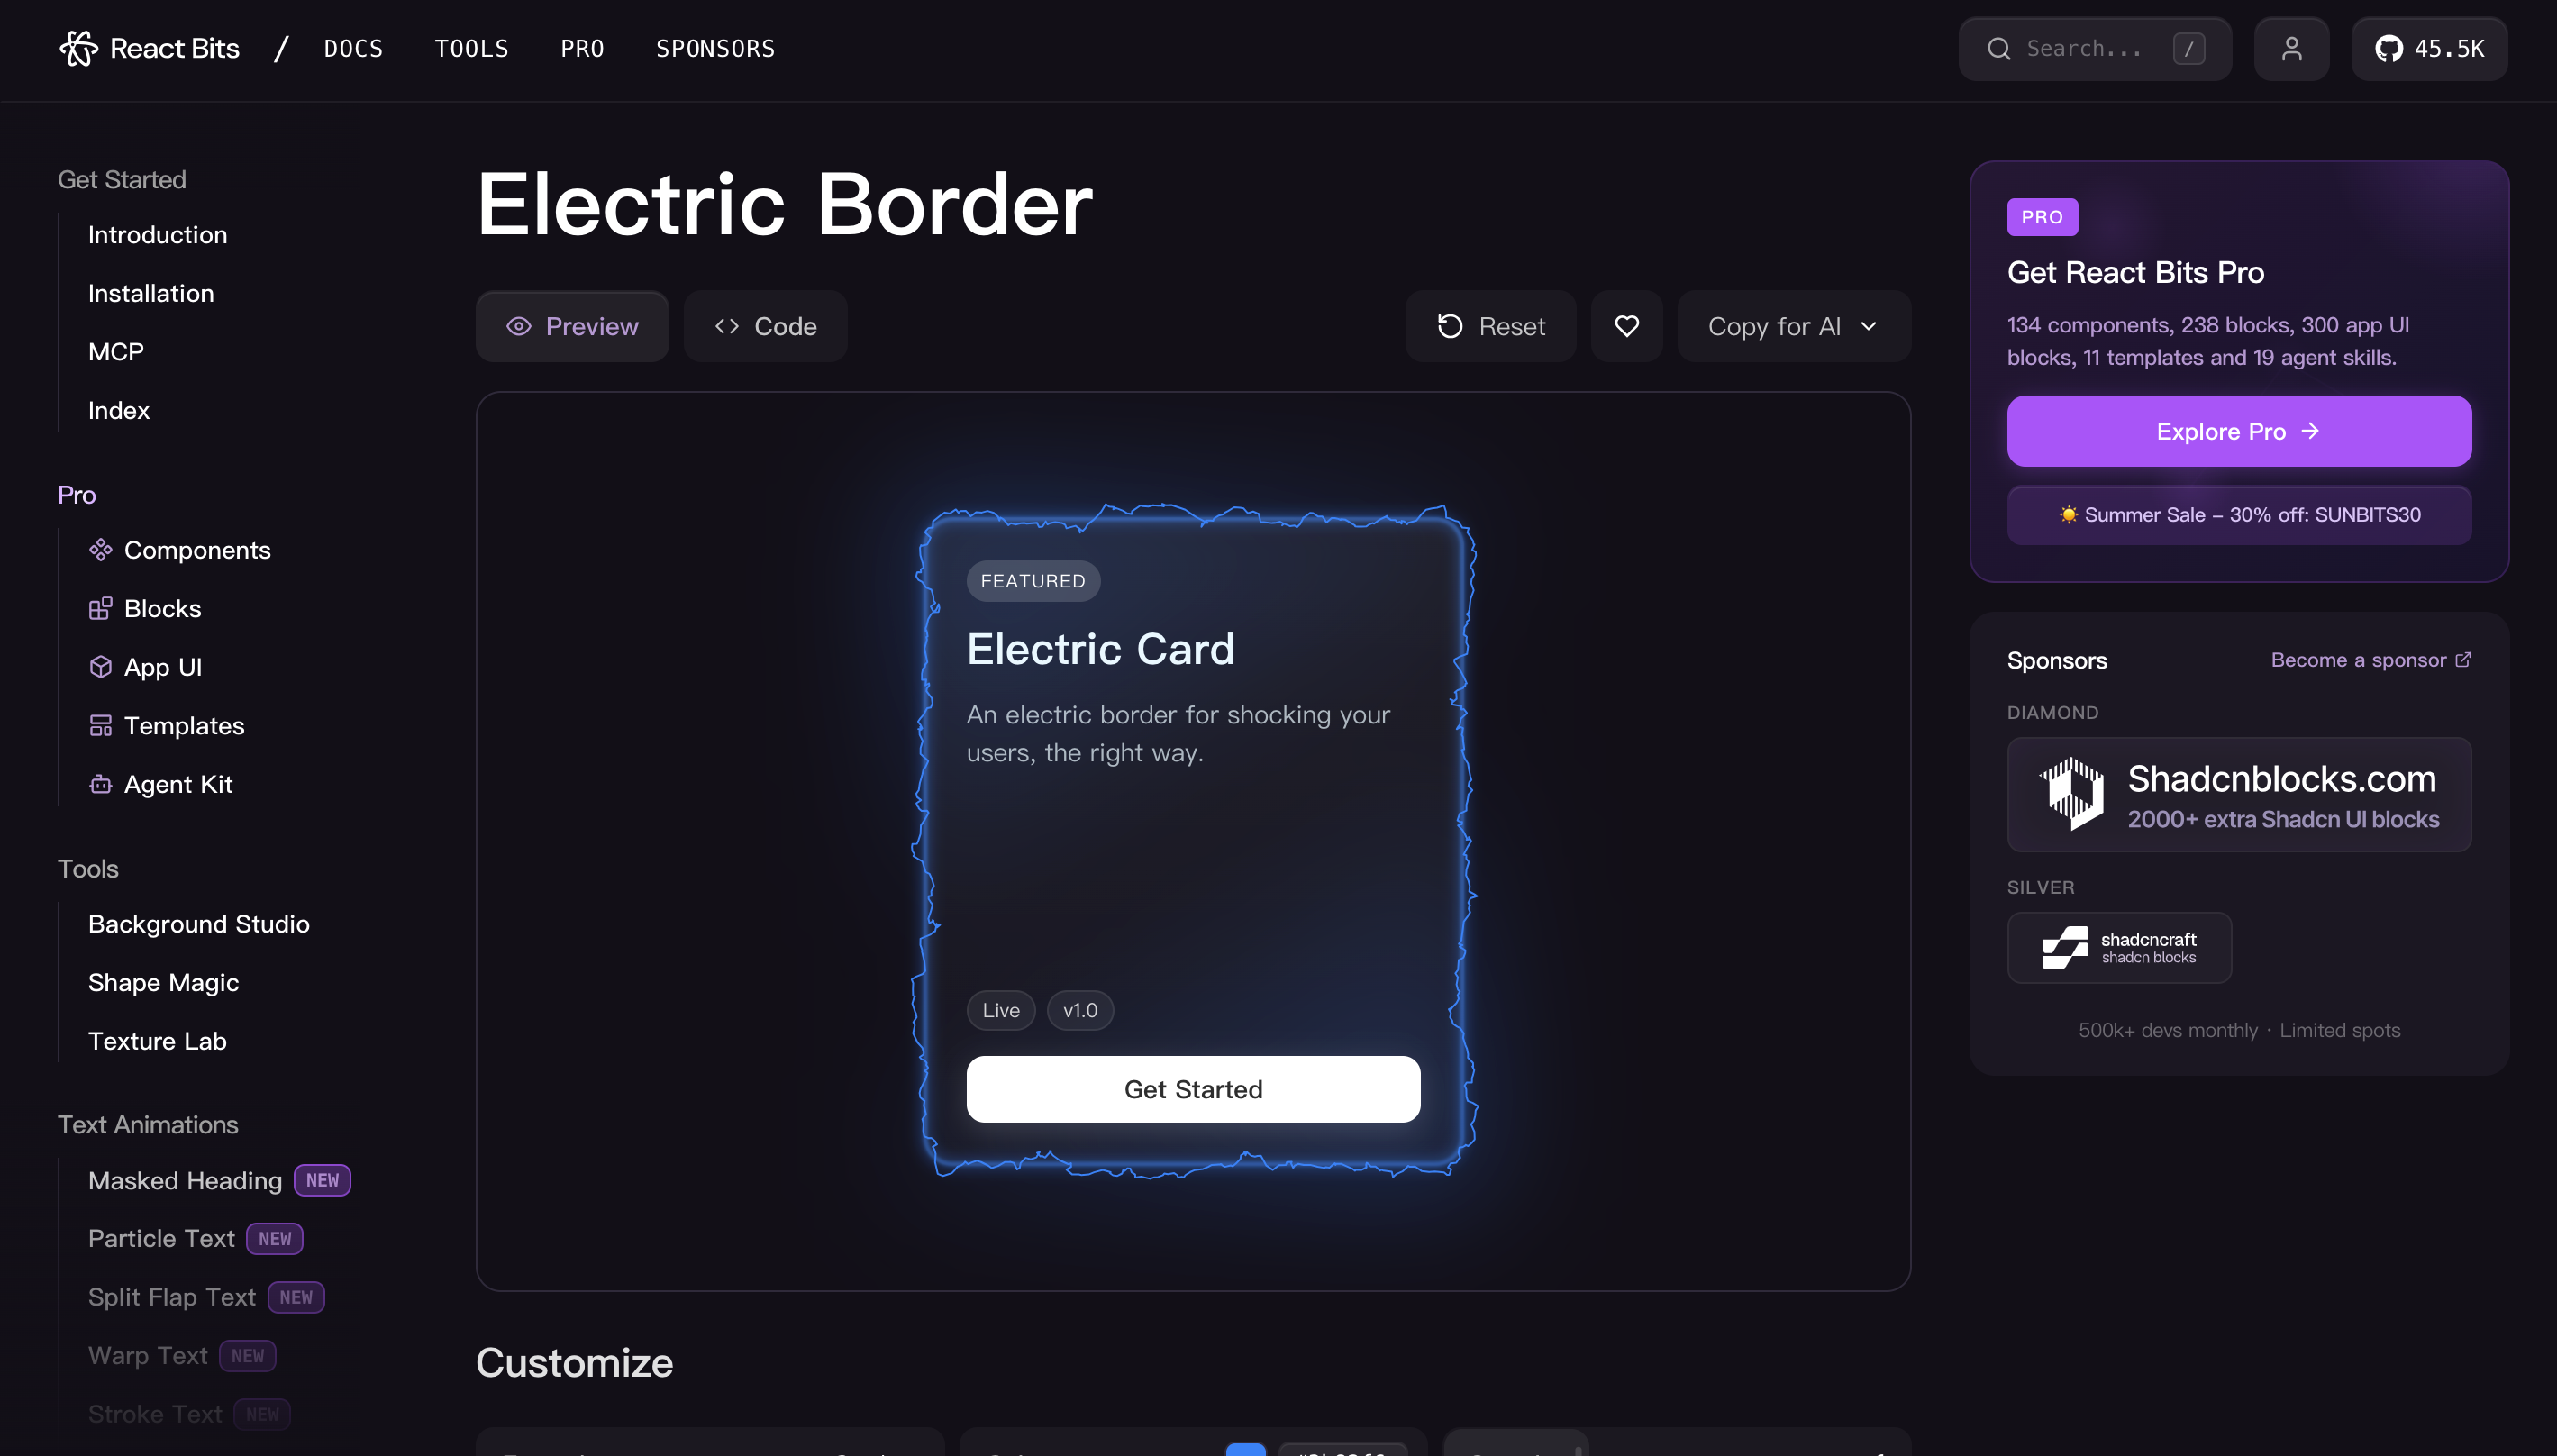 React Bits / DOCS TOOLS PRO SPONSORS
Search... / 45.5K
Get Started
Introduction
Installation
MCP
Index
Pro
Components
Blocks
App UI
Templates
Agent Kit
Tools
Background Studio
Shape Magic
Texture Lab
Text Animations
Masked Heading NEW
Particle Text NEW
Split Flap Text NEW
Warp Text NEW
Stroke Text NEW
Electric Border
Preview
Code
Reset
Copy for AI
FEATURED
Electric Card
An electric border for shocking your
users, the right way.
Live v1.0
Get Started
Customize
PRO
Get React Bits Pro
134 components, 238 blocks, 300 app UI
blocks, 11 templates and 19 agent skills.
Explore Pro →
☀️ Summer Sale – 30% off: SUNBITS30
Sponsors
Become a sponsor
DIAMOND
Shadcnblocks.com
2000+ extra Shadcn UI blocks
SILVER
shadcncraft
shadcn blocks
500k+ devs monthly · Limited spots